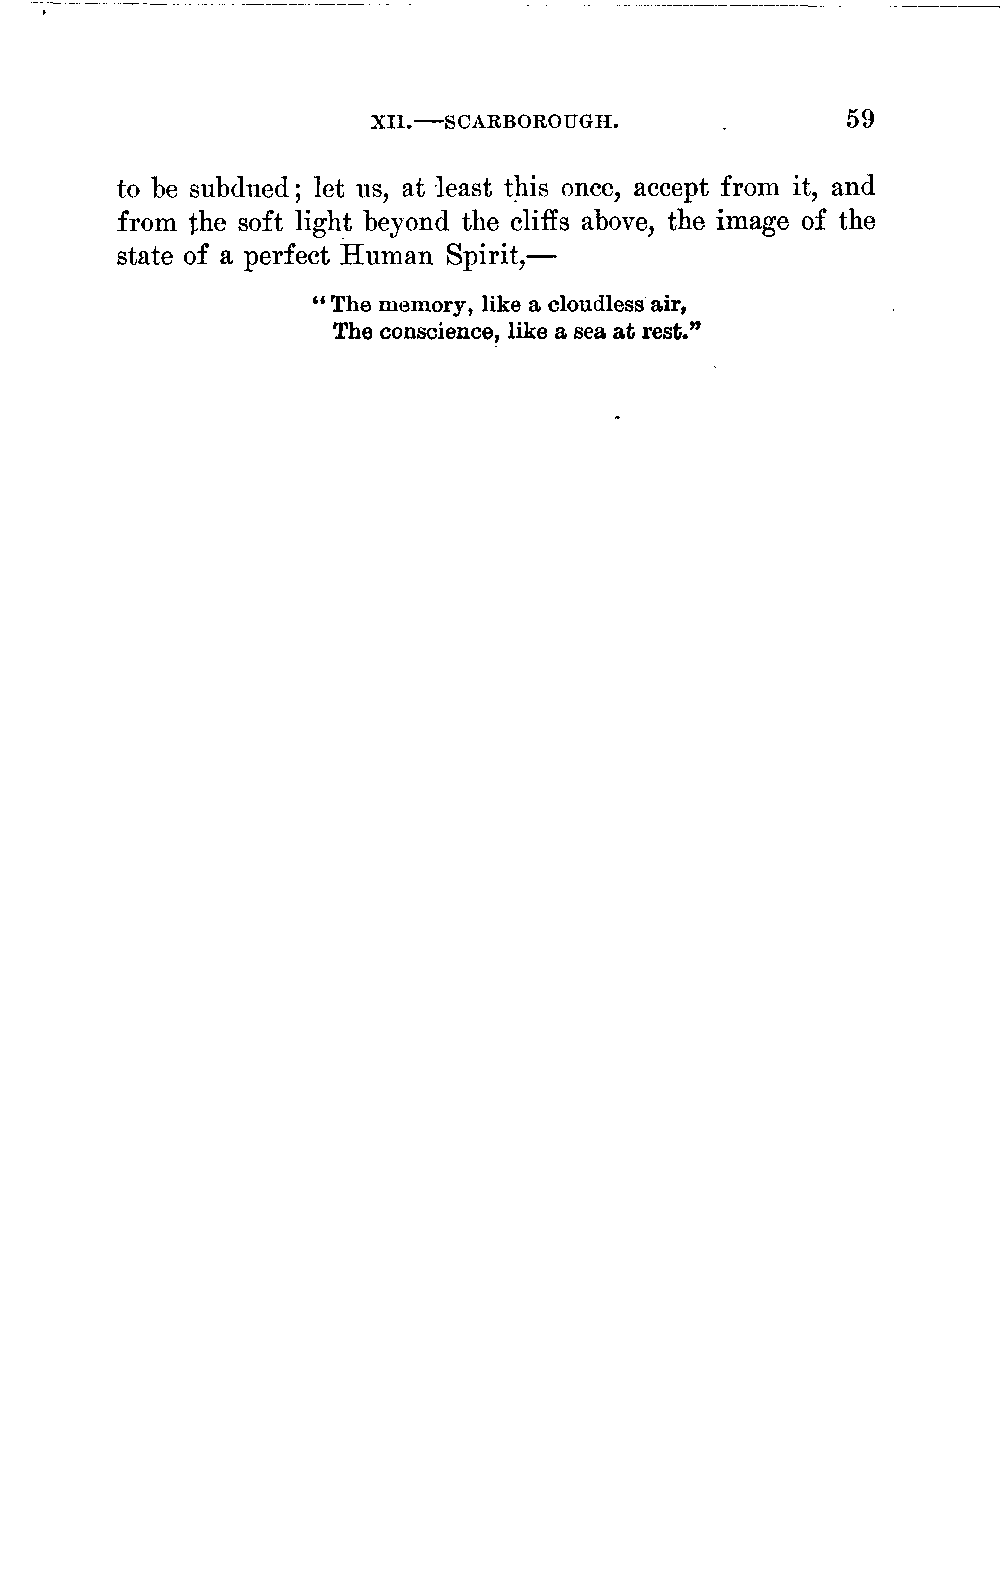 XII.—SCARBOROUGH. 59
to be subdued; let us, at least this once, accept from it, and
from the soft light beyond the cliffs above, the image of the
state of a perfect Human Spirit,—
“The memory, like a cloudless air,
The conscience, like a sea at rest.”